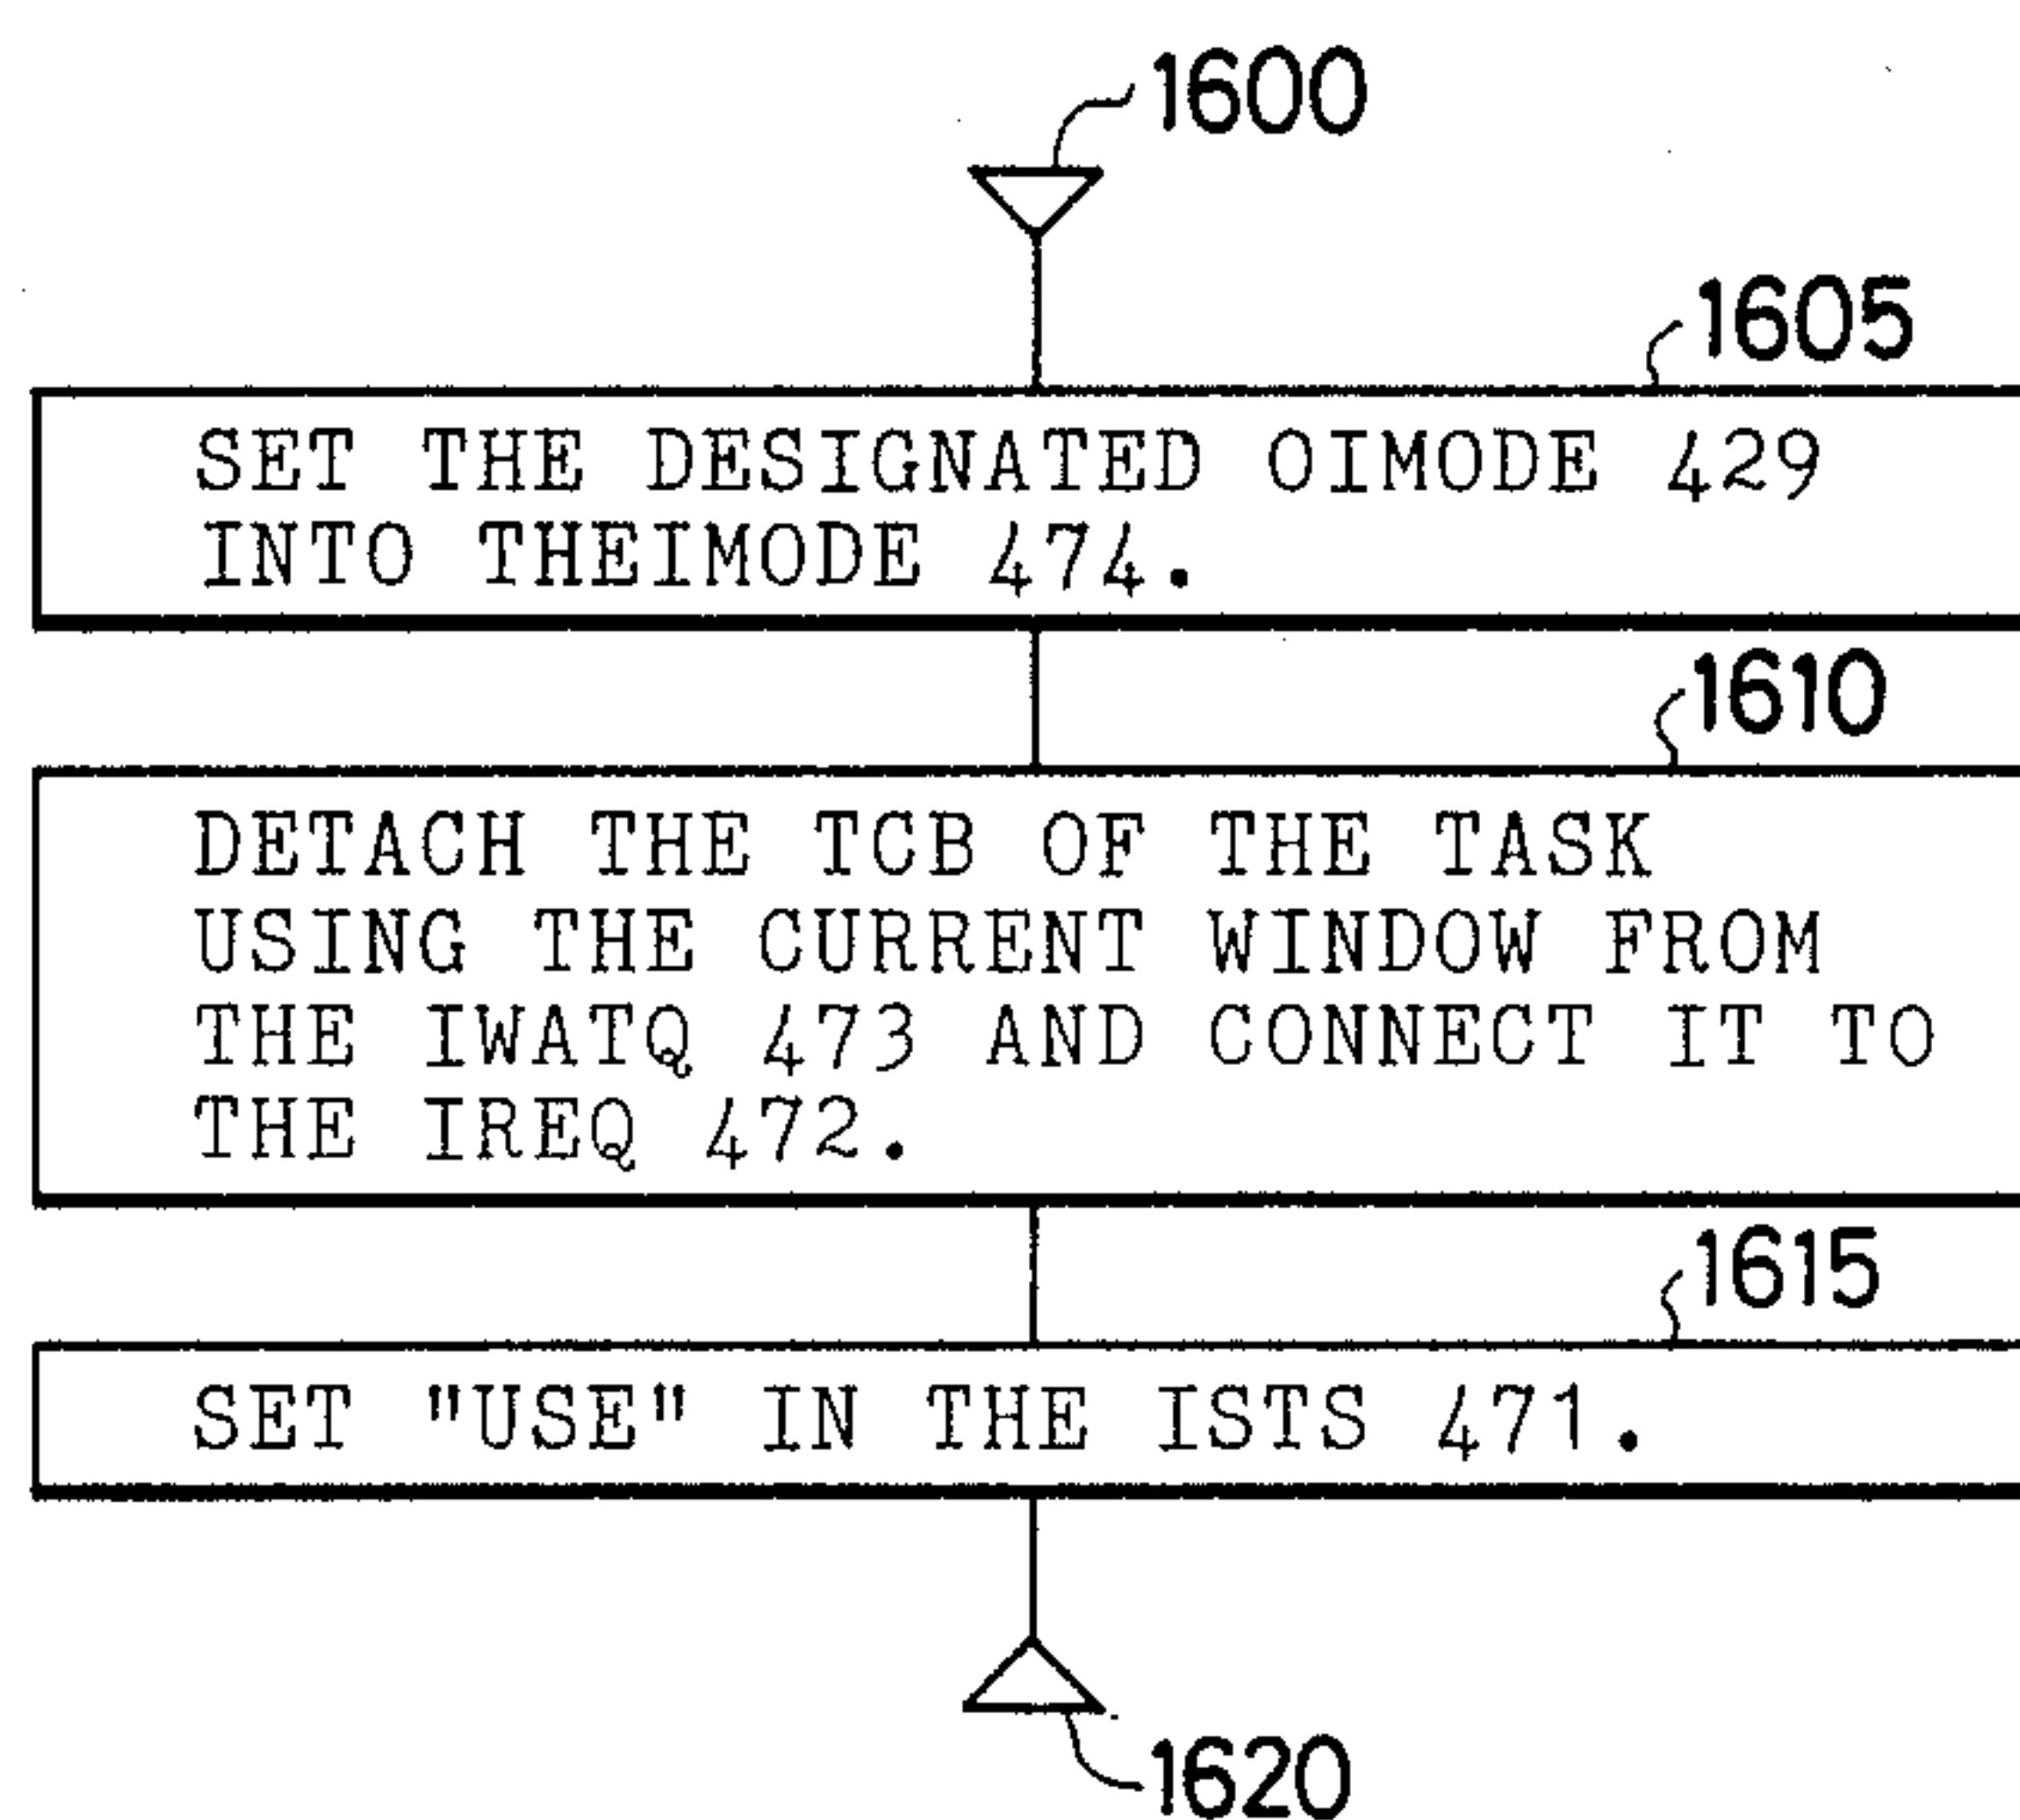 1600
1605
SET THE DESIGNATED OIMODE 429
INTO THEIMODE 474.
1610
DETACH THE TCB OF THE TASK
USING THE CURRENT WINDOW FROM
THE IWATQ 473 AND CONNECT IT TO
THE IREQ 472.
1615
SET "USE" IN THE ISTS 471.
1620